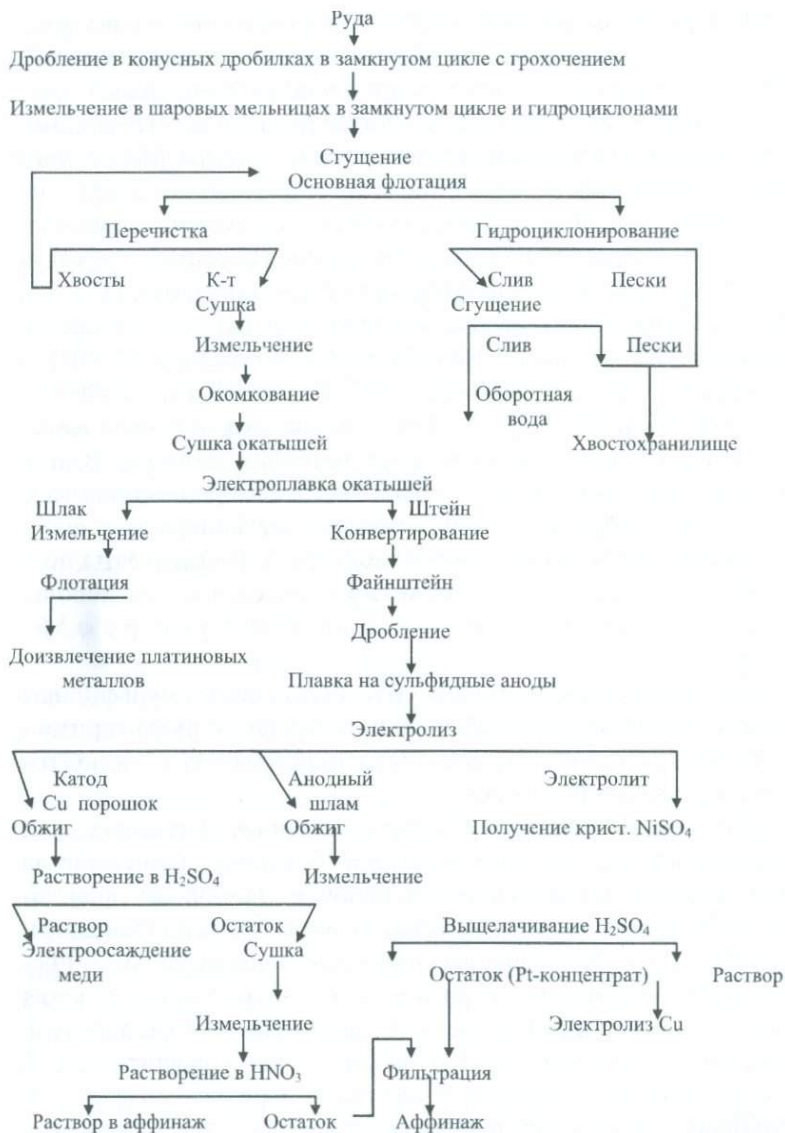 Руда
Дробление в конусных дробилках в замкнутом цикле с грохочением
Измельчение в шаровых мельницах в замкнутом цикле и гидроциклонами
Сгущение
Основная флотация
Перечистка Гидроциклонирование
Хвосты К-т Слив Пески
Сушка Сгущение
Измельчение Слив Пески
Окомкование Оборотная
вода
Сушка окатышей Хвостохранилище
Электроплавка окатышей
Шлак Штейн
Измельчение Конвертирование
Флотация Файнштейн
Дробление
Доизвлечение платиновых
металлов Плавка на сульфидные аноды
Электролиз
Катод Анодный Электролит
Cu порошок шлам
Обжиг Обжиг Получение крист. NiSO₄
Растворение в H₂SO₄ Измельчение
Раствор Остаток Выщелачивание H₂SO₄
Электроосаждение Сушка
меди Остаток (Pt-концентрат) Раствор
Измельчение Электролиз Cu
Растворение в HNO₃ Фильтрация
Раствор в аффинаж Остаток Аффинаж